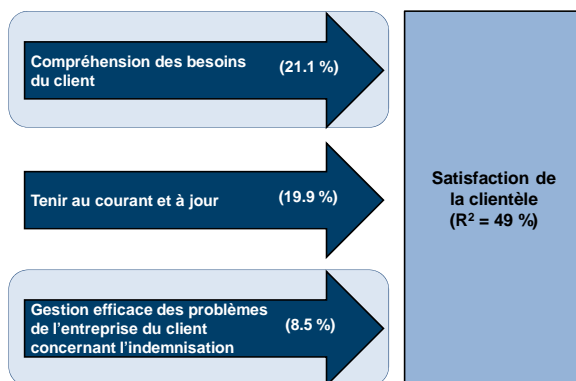 Compréhension des besoins
du client
(21.1 %)
Tenir au courant et à jour
(19.9 %)
Gestion efficace des problèmes
de l'entreprise du client
concernant l'indemnisation
(8.5 %)
Satisfaction de
la clientèle
(R² = 49 %)